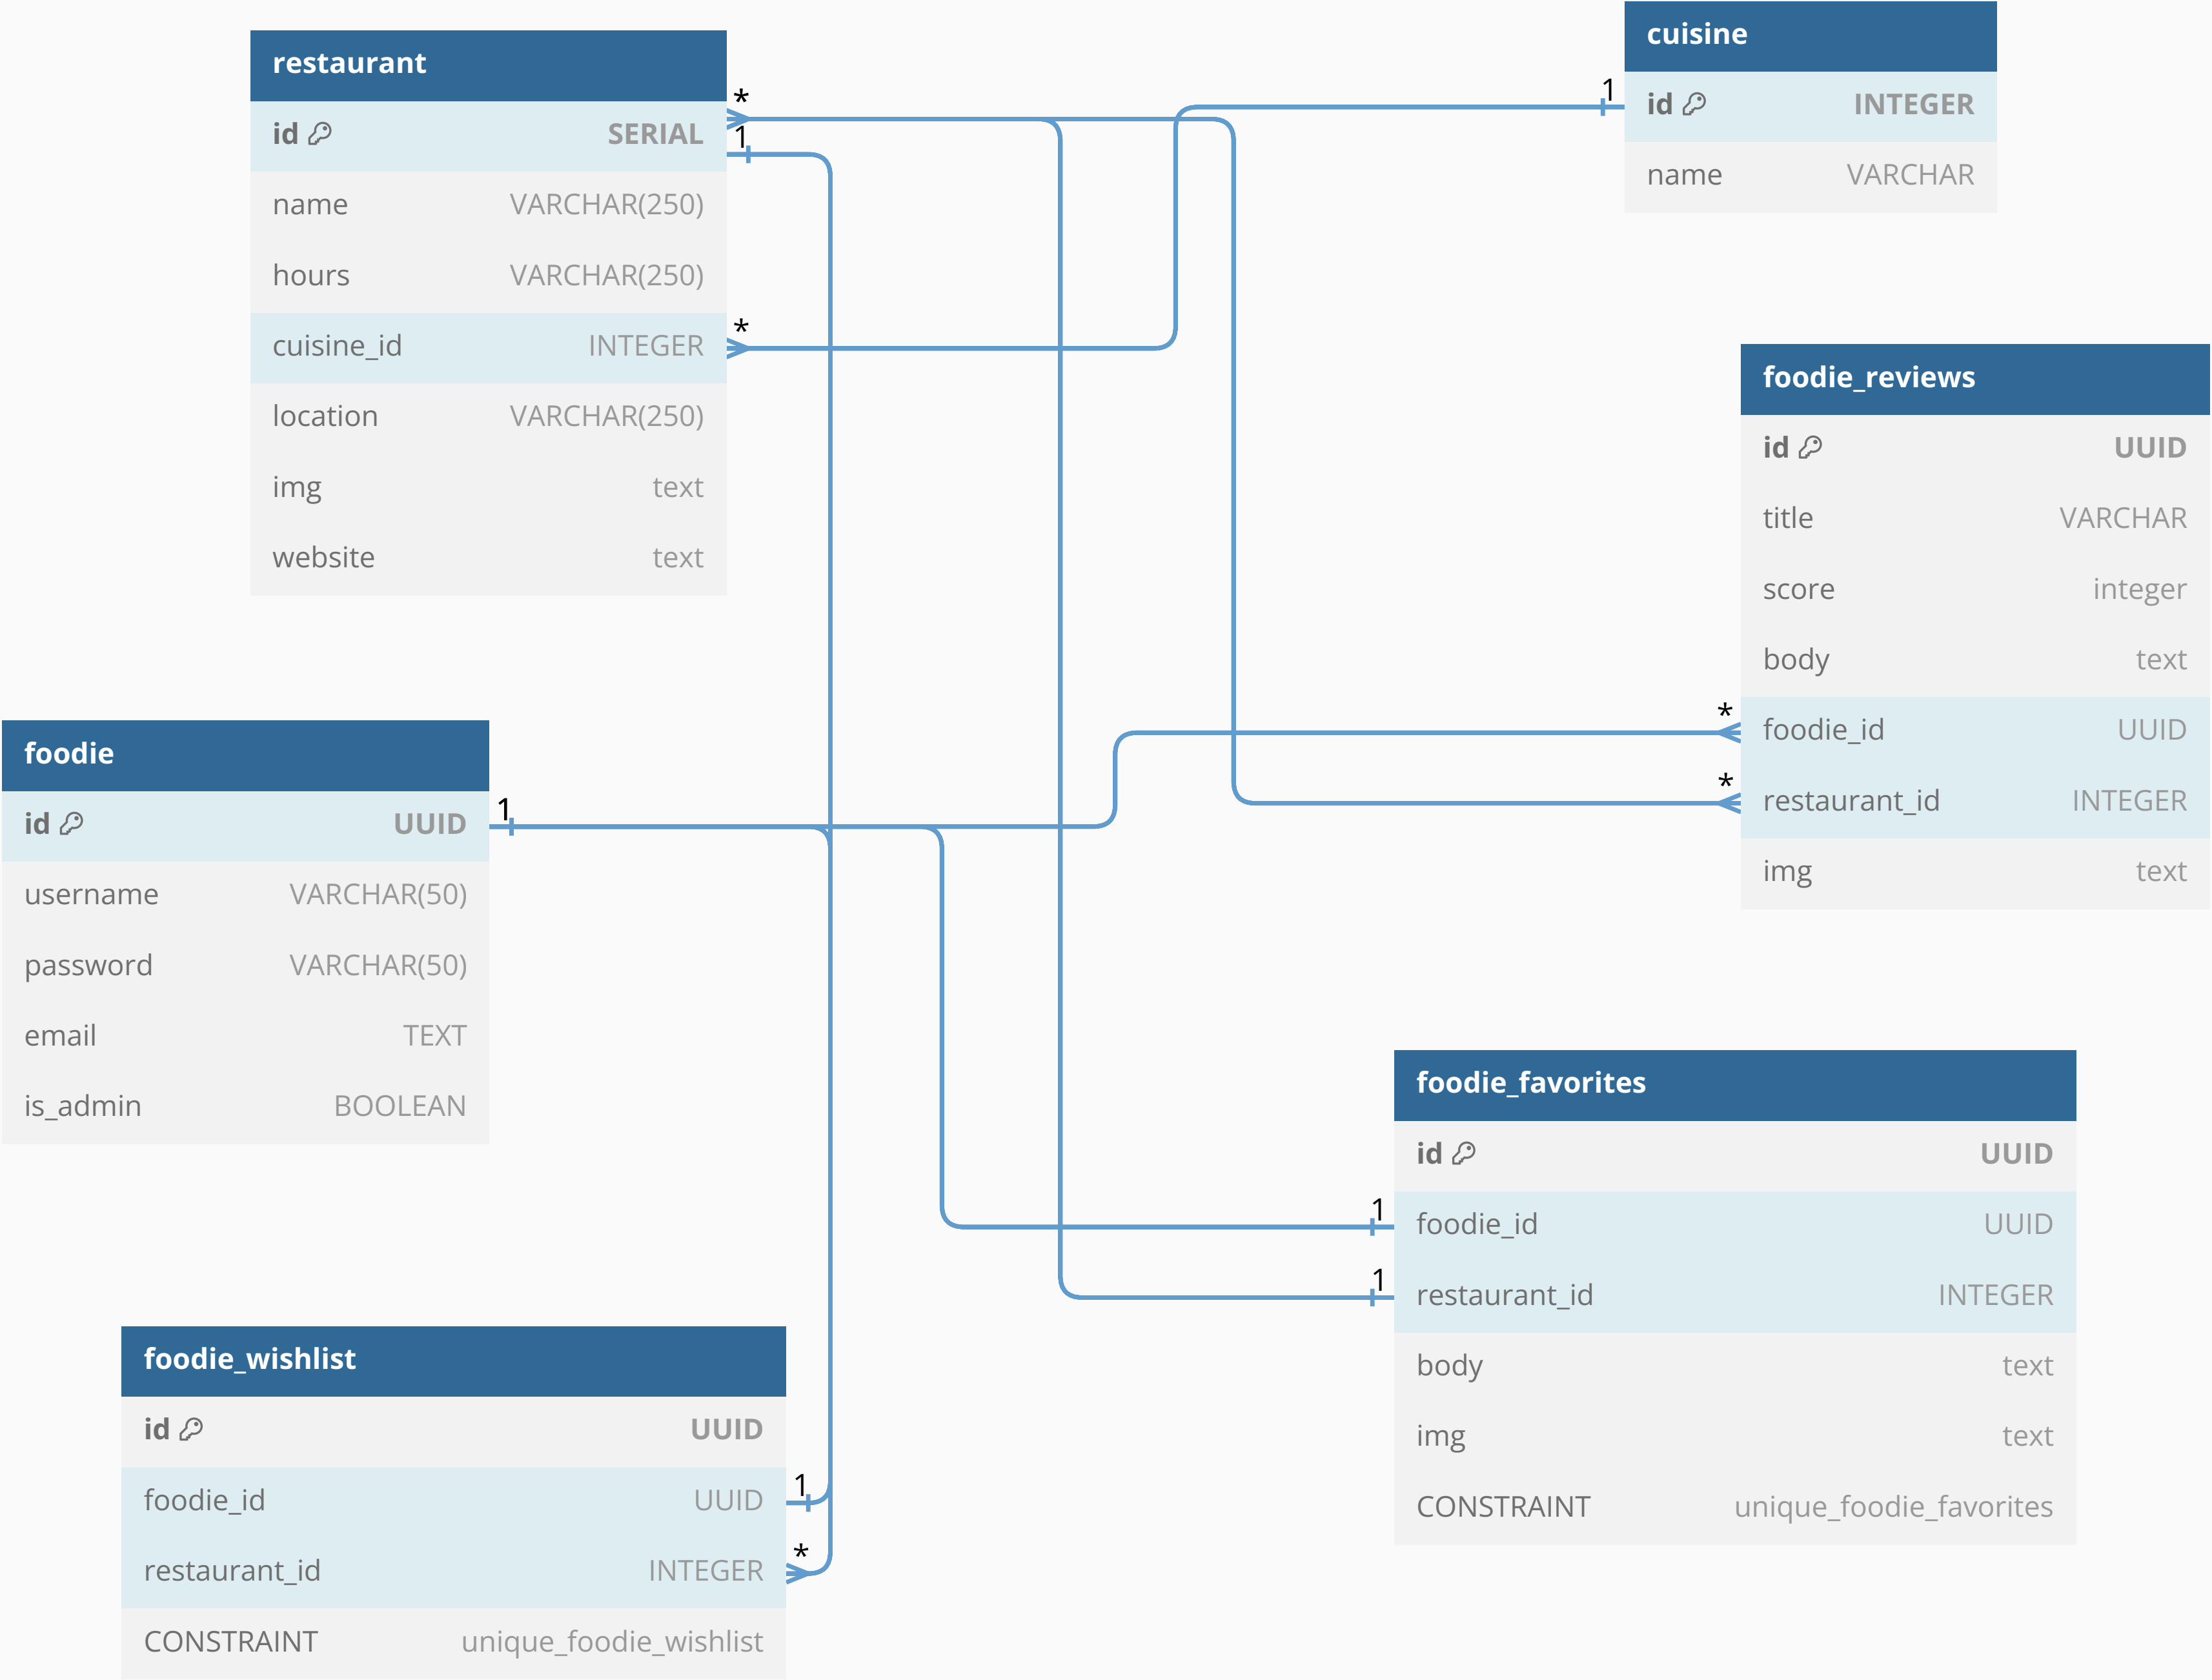 restaurant
id SERIAL
name VARCHAR(250)
hours VARCHAR(250)
cuisine_id INTEGER
location VARCHAR(250)
img text
website text
*
1
*
cuisine
id INTEGER
name VARCHAR
1
foodie_reviews
id UUID
title VARCHAR
score integer
body text
foodie_id UUID
restaurant_id INTEGER
img text
*
*
foodie
id UUID
username VARCHAR(50)
password VARCHAR(50)
email TEXT
is_admin BOOLEAN
1
foodie_favorites
id UUID
foodie_id UUID
restaurant_id INTEGER
body text
img text
CONSTRAINT unique_foodie_favorites
1
1
foodie_wishlist
id UUID
foodie_id UUID
restaurant_id INTEGER
CONSTRAINT unique_foodie_wishlist
1
*